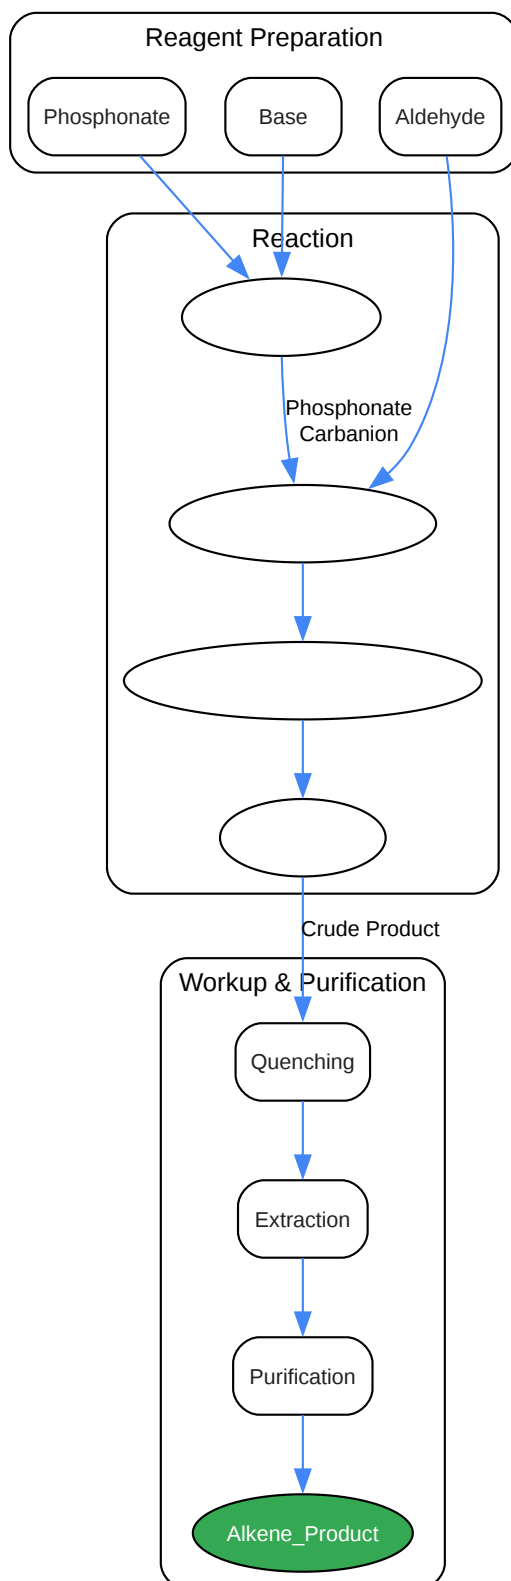 Reagent Preparation
Phosphonate
Base
Aldehyde
Reaction
Phosphonate
Carbanion
Crude Product
Workup & Purification
Quenching
Extraction
Purification
Alkene_Product